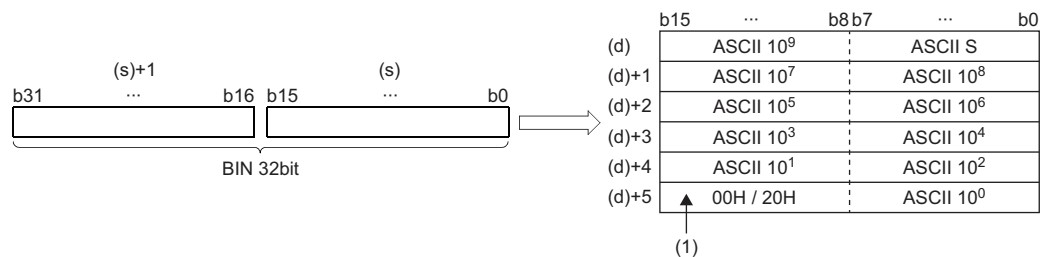 (s)+1 (s)
b31 ... b16 b15 ... b0
BIN 32bit
b15 ... b8 b7 ... b0
(d) ASCII 10⁹ ASCII S
(d)+1 ASCII 10⁷ ASCII 10⁸
(d)+2 ASCII 10⁵ ASCII 10⁶
(d)+3 ASCII 10³ ASCII 10⁴
(d)+4 ASCII 10¹ ASCII 10²
(d)+5 00H / 20H ASCII 10⁰
(1)